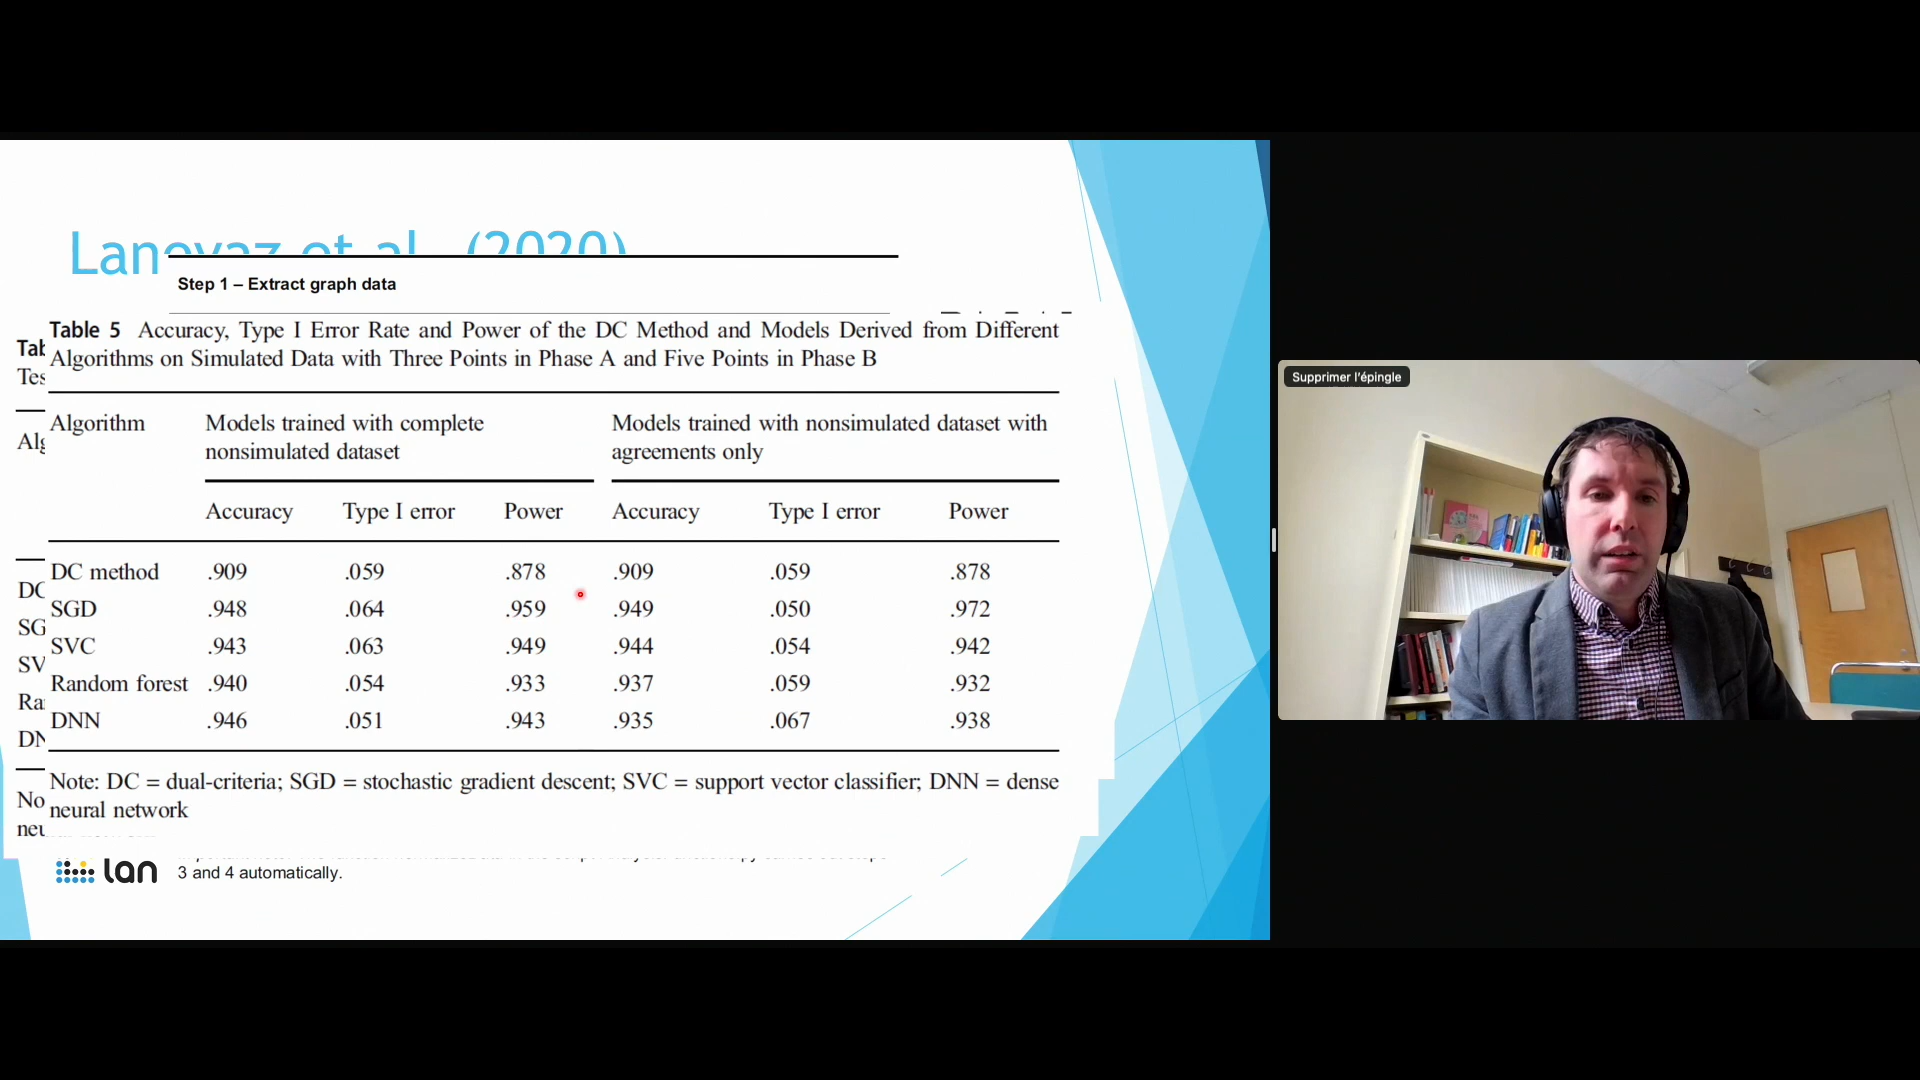 Lanovaz et al. (2020)
Step 1 – Extract graph data
Table 5 Accuracy, Type I Error Rate and Power of the DC Method and Models Derived from Different
Algorithms on Simulated Data with Three Points in Phase A and Five Points in Phase B
Algorithm Models trained with complete nonsimulated dataset Models trained with nonsimulated dataset with agreements only
Accuracy Type I error Power Accuracy Type I error Power
DC method .909 .059 .878 .909 .059 .878
SGD .948 .064 .959 .949 .050 .972
SVC .943 .063 .949 .944 .054 .942
Random forest .940 .054 .933 .937 .059 .932
DNN .946 .051 .943 .935 .067 .938
Note: DC = dual-criteria; SGD = stochastic gradient descent; SVC = support vector classifier; DNN = dense
neural network
lan
3 and 4 automatically.
Supprimer l'épingle